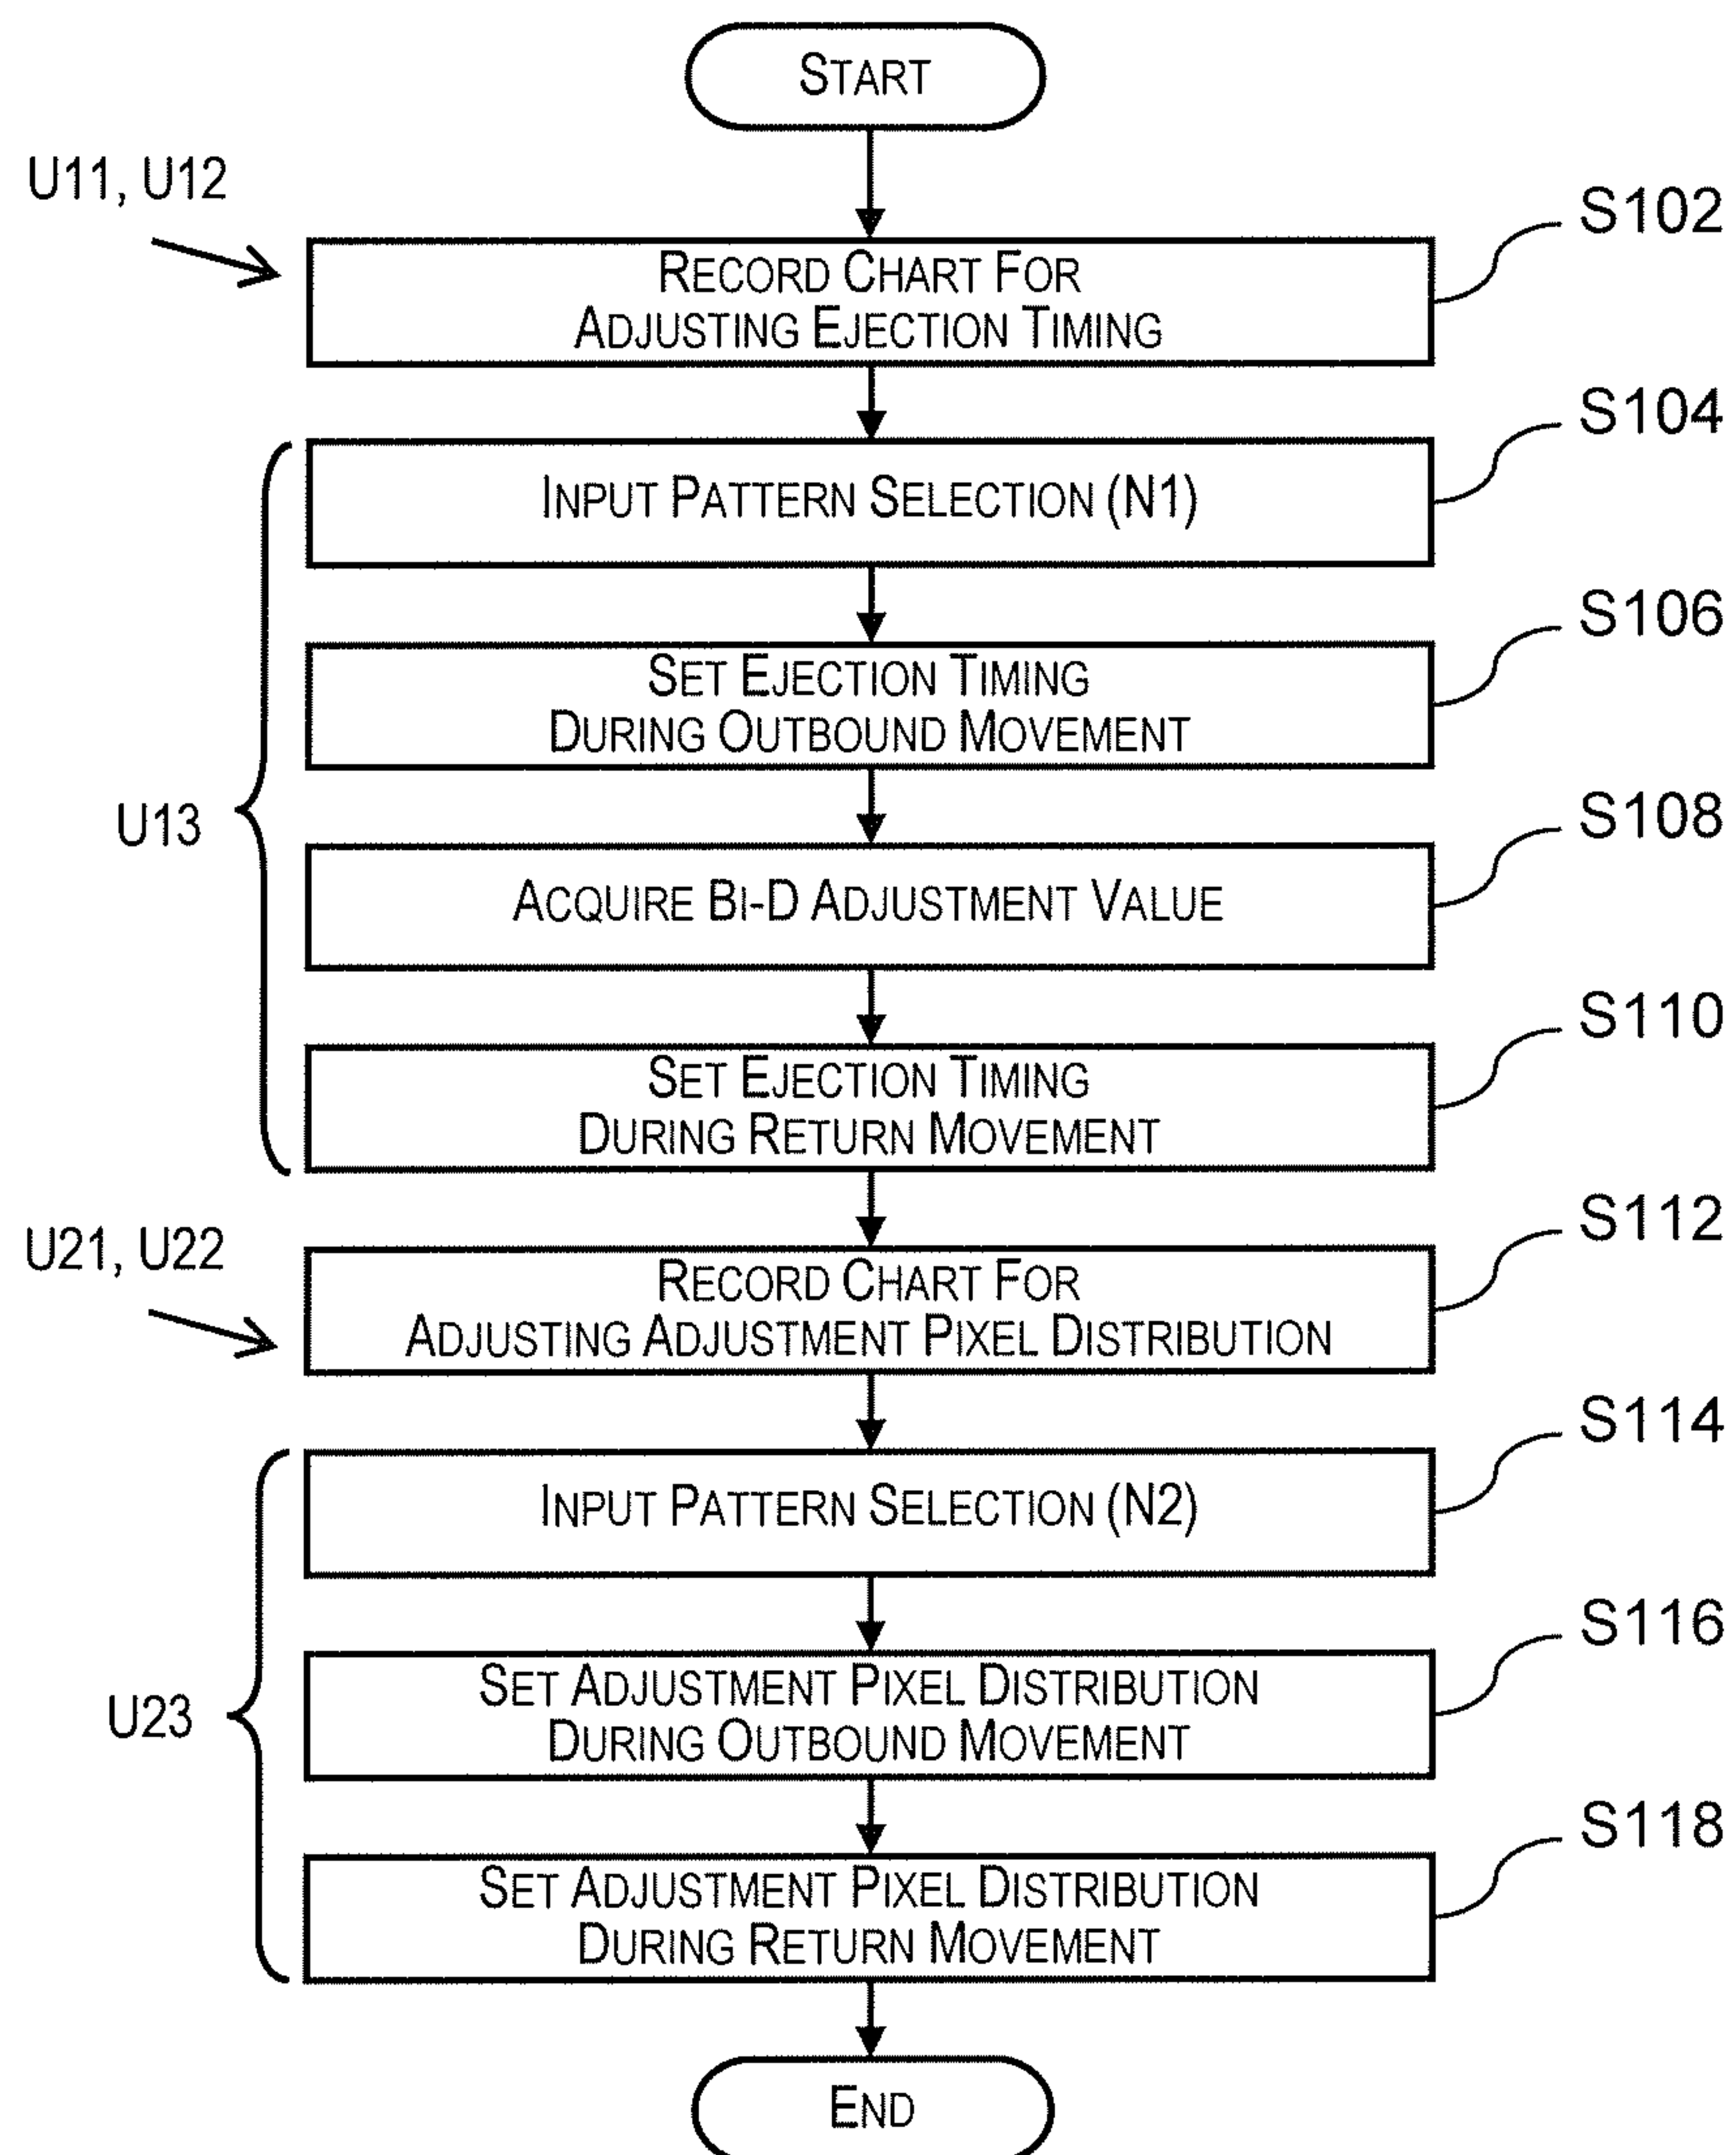 START
U11, U12
S102
RECORD CHART FOR
ADJUSTING EJECTION TIMING
S104
INPUT PATTERN SELECTION (N1)
S106
SET EJECTION TIMING
DURING OUTBOUND MOVEMENT
U13
S108
ACQUIRE BI-D ADJUSTMENT VALUE
S110
SET EJECTION TIMING
DURING RETURN MOVEMENT
U21, U22
S112
RECORD CHART FOR
ADJUSTING ADJUSTMENT PIXEL DISTRIBUTION
S114
INPUT PATTERN SELECTION (N2)
S116
SET ADJUSTMENT PIXEL DISTRIBUTION
DURING OUTBOUND MOVEMENT
U23
S118
SET ADJUSTMENT PIXEL DISTRIBUTION
DURING RETURN MOVEMENT
END